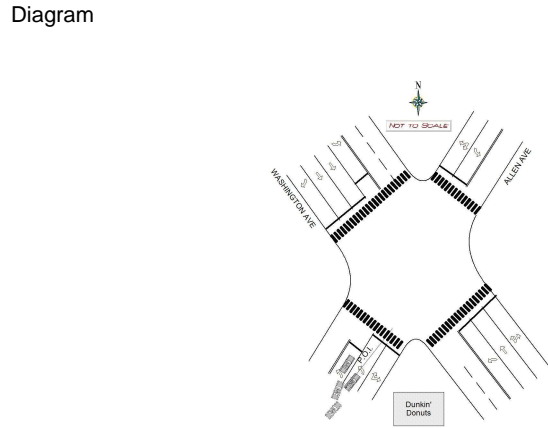 Diagram
N
NOT TO SCALE
WASHINGTON AVE
ALLEN AVE
P.O.I.
Dunkin'
Donuts